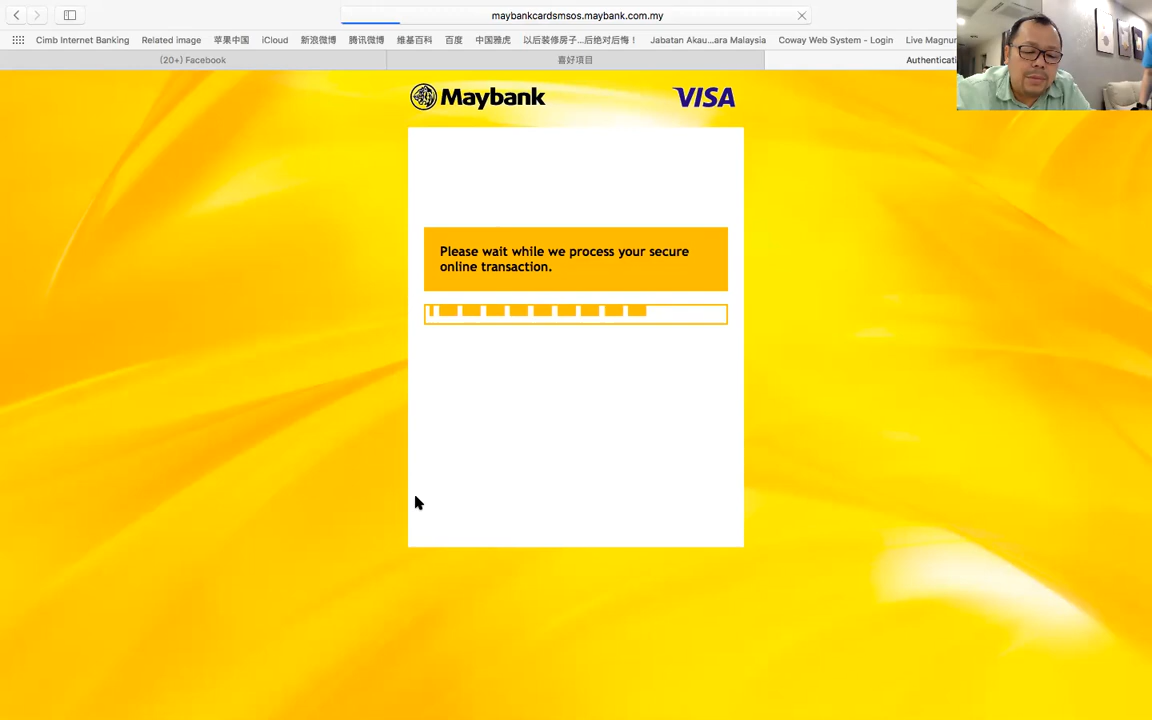 maybankcardsmsos.maybank.com.my
Cimb Internet Banking Related image 苹果中国 iCloud 新浪微博 腾讯微博 维基百科 百度 中国雅虎 以后装修房子...后绝对后悔！ Jabatan Akau...ara Malaysia Coway Web System - Login Live Magnum
(20+) Facebook 喜好項目 Authenticati
Maybank VISA
Please wait while we process your secure
online transaction.